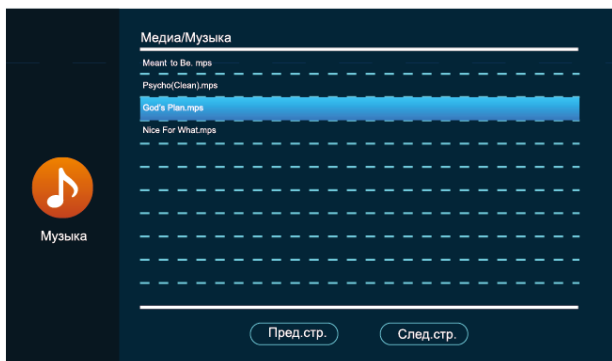 Медиа/Музыка
Meant to Be. mps
Psycho(Clean).mps
God's Plan.mps
Nice For What.mps
Музыка
Пред.стр.
След.стр.